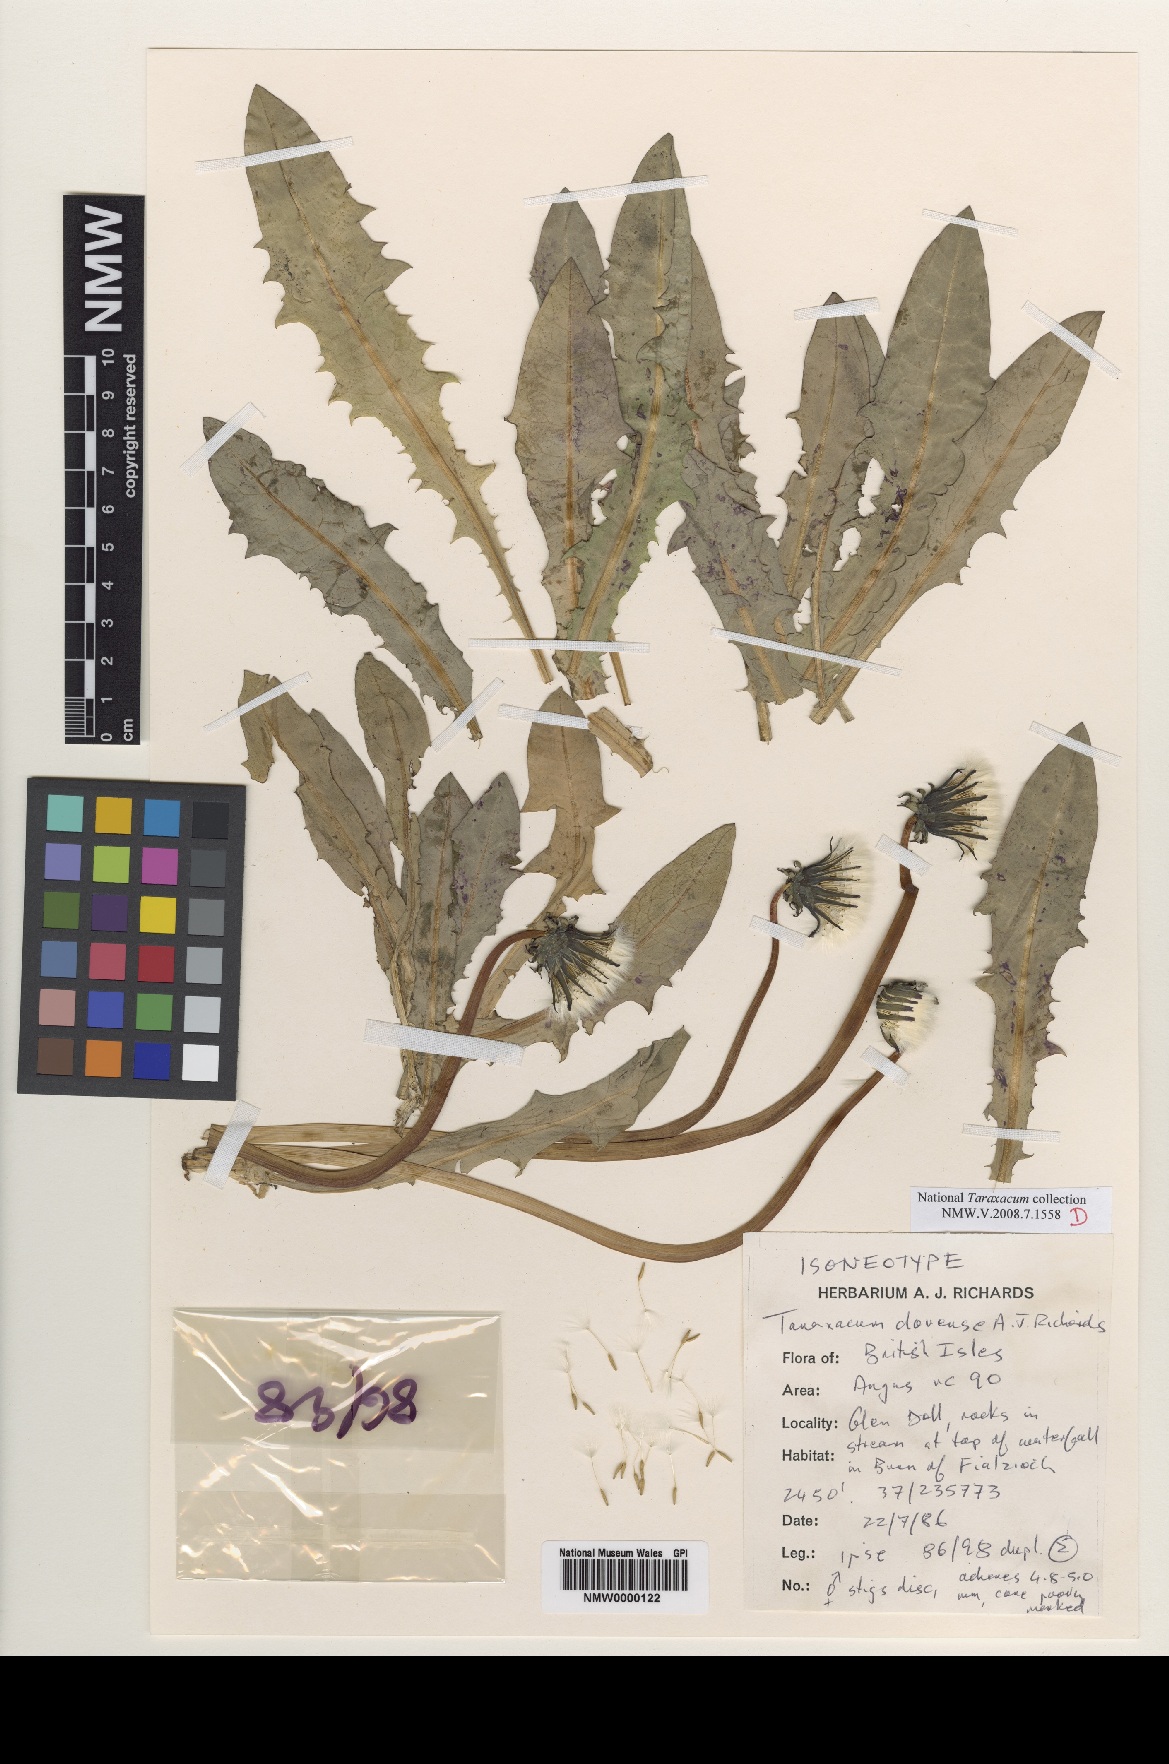 NMW
copyright reserved
10
9
8
7
6
5
4
3
2
1
0
cm
National Taraxacum collection
NMW.V.2008.7.1558 D
ISONEOTYPE
HERBARIUM A. J. RICHARDS
Taraxacum clovense A.J. Richards
Flora of: British Isles
Area: Angus vc 90
Locality: Glen Doll, rocks in
Habitat: stream at top of waterfall
in Burn of Fialzioch
2450'. 37/235773
Date: 22/7/86
Leg.: ipse 86/98 dupl.
No.: stigs disc, achenes 4.8-5.0
mm, cone poorly
marked
86/98
National Museum Wales GPI
NMW0000122